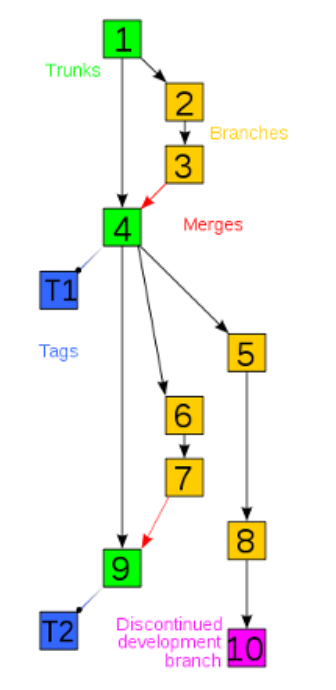 1
Trunks
2
Branches
3
4
Merges
T1
Tags
5
6
7
8
9
T2
Discontinued
development
branch
10